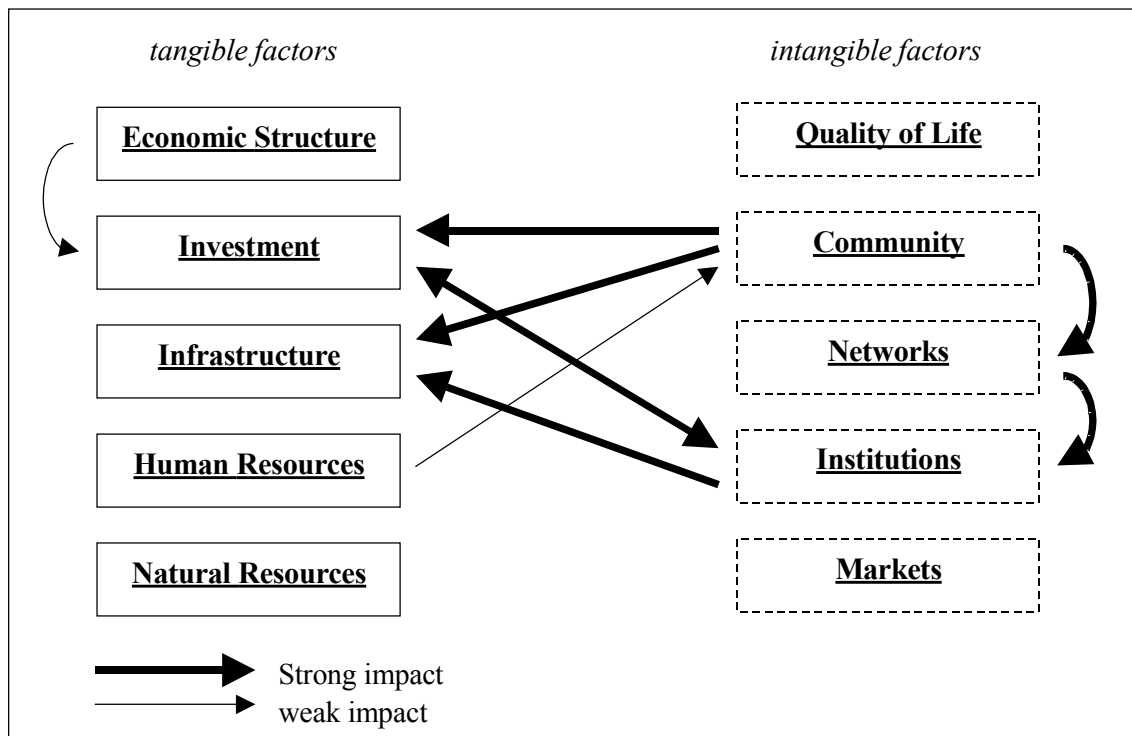 tangible factors
intangible factors
Economic Structure
Quality of Life
Investment
Community
Infrastructure
Networks
Human Resources
Institutions
Natural Resources
Markets
Strong impact
weak impact